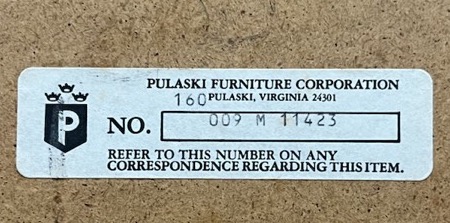 P
PULASKI FURNITURE CORPORATION
160 PULASKI, VIRGINIA 24301
NO. 009 M 11423
REFER TO THIS NUMBER ON ANY
CORRESPONDENCE REGARDING THIS ITEM.